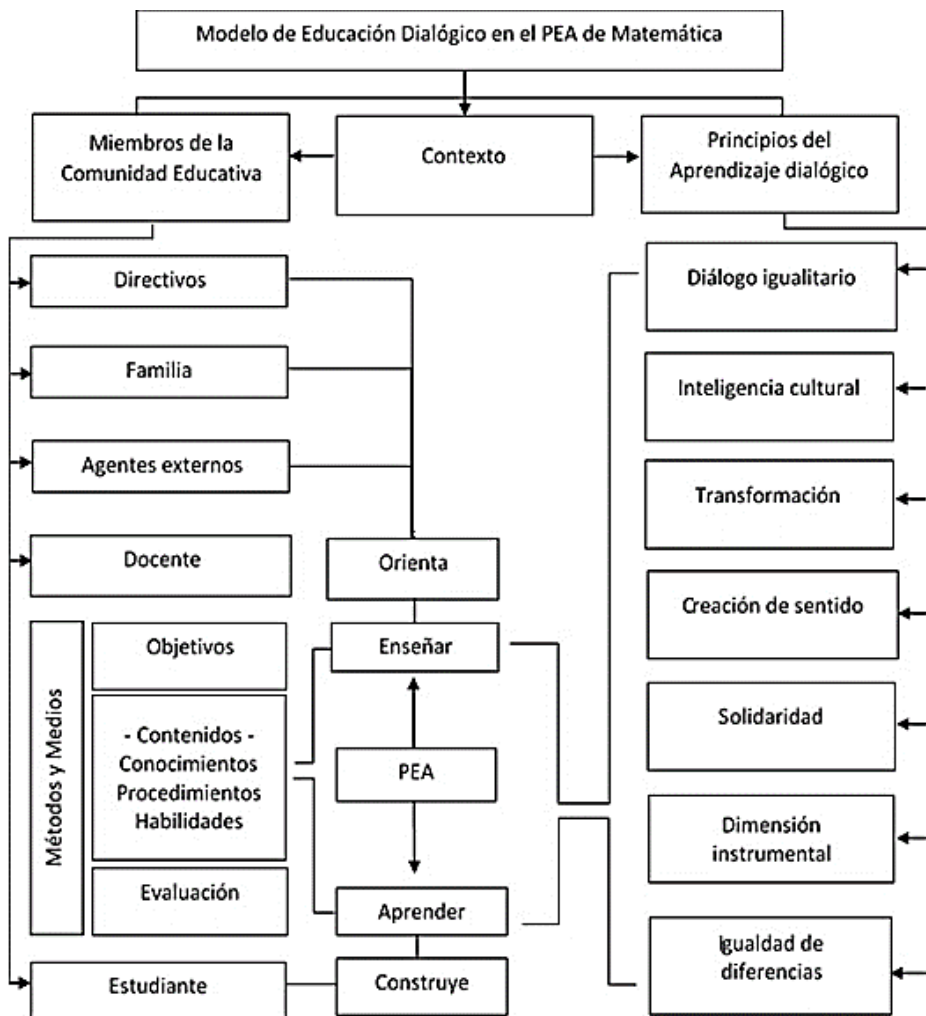 Modelo de Educación Dialógico en el PEA de Matemática
Miembros de la
Comunidad Educativa
Contexto
Principios del
Aprendizaje dialógico
Directivos
Familia
Agentes externos
Docente
Métodos y Medios
Objetivos
- Contenidos -
Conocimientos
Procedimientos
Habilidades
Evaluación
Estudiante
Orienta
Enseñar
PEA
Aprender
Construye
Diálogo igualitario
Inteligencia cultural
Transformación
Creación de sentido
Solidaridad
Dimensión
instrumental
Igualdad de
diferencias